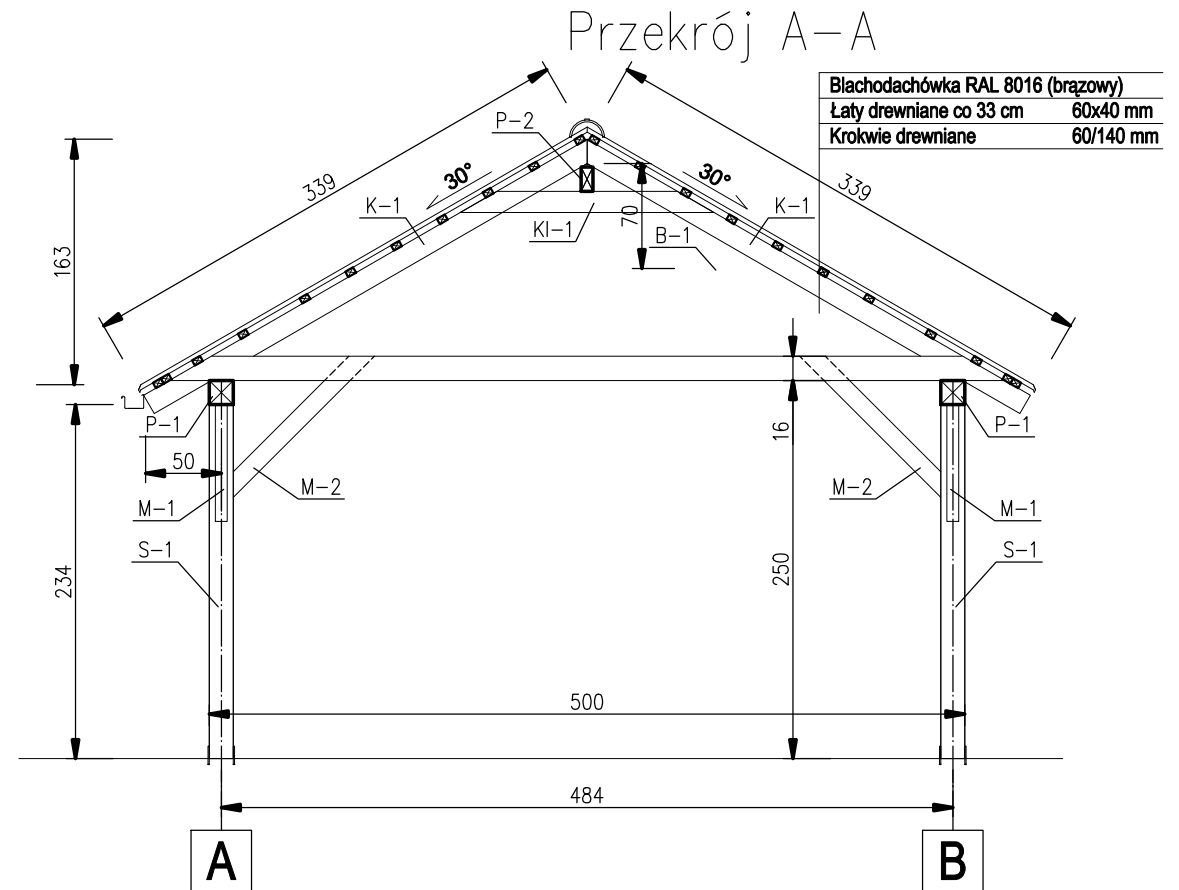 Przekrój A-A
Blachodachówka RAL 8016 (brązowy)
Łaty drewniane co 33 cm 60x40 mm
Krokwie drewniane 60/140 mm
P-2
339
30°
30°
339
K-1
KI-1
70
B-1
K-1
163
P-1
16
P-1
50
M-2
M-2
M-1
M-1
S-1
S-1
234
250
500
484
A
B